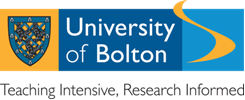 University
of Bolton
Teaching Intensive, Research Informed